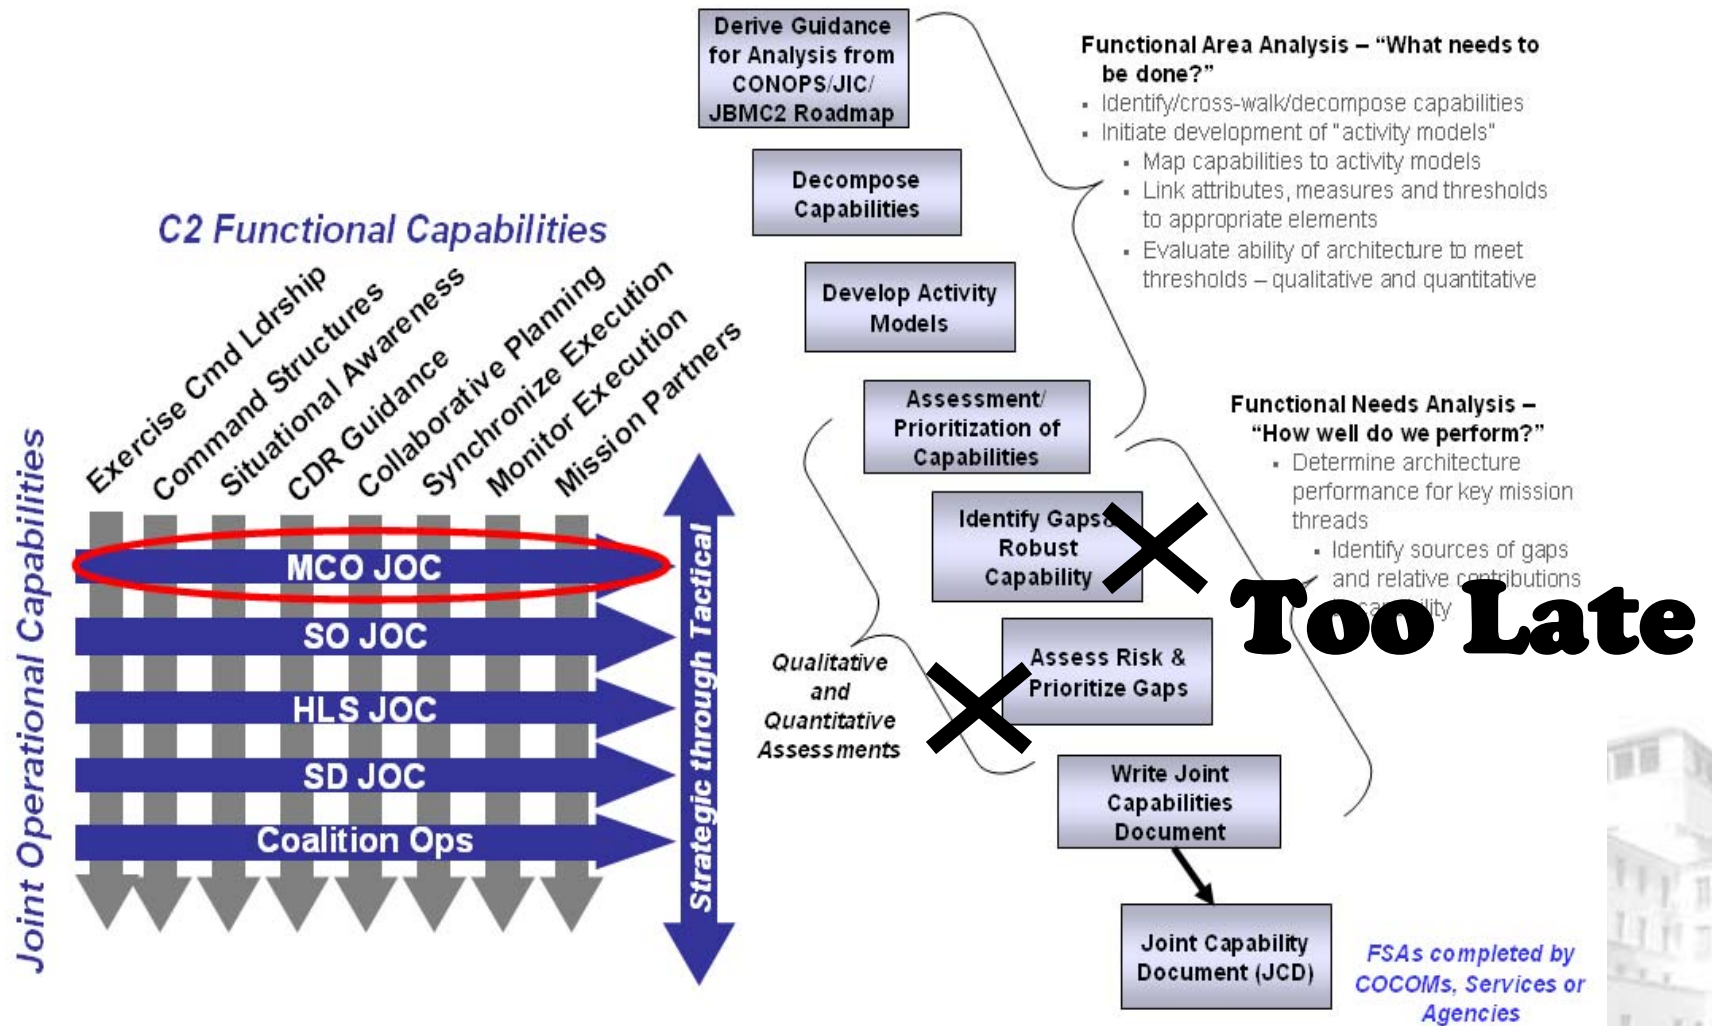 C2 Functional Capabilities
Exercise Cmd Ldrship
Command Structures
Situational Awareness
CDR Guidance
Collaborative Planning
Synchronize Execution
Monitor Execution
Mission Partners
Joint Operational Capabilities
MCO JOC
SO JOC
HLS JOC
SD JOC
Coalition Ops
Strategic through Tactical
Derive Guidance
for Analysis from
CONOPS/JIC/
JBMC2 Roadmap
Decompose
Capabilities
Develop Activity
Models
Assessment/
Prioritization of
Capabilities
Identify Gaps&
Robust
Capability
Assess Risk &
Prioritize Gaps
Write Joint
Capabilities
Document
Joint Capability
Document (JCD)
Qualitative
and
Quantitative
Assessments
Functional Area Analysis – “What needs to
be done?”
▪ Identify/cross-walk/decompose capabilities
▪ Initiate development of "activity models"
▪ Map capabilities to activity models
▪ Link attributes, measures and thresholds
to appropriate elements
▪ Evaluate ability of architecture to meet
thresholds – qualitative and quantitative
Functional Needs Analysis –
“How well do we perform?”
▪ Determine architecture
performance for key mission
threads
▪ Identify sources of gaps
and relative contributions
Too Late
FSAs completed by
COCOMs, Services or
Agencies